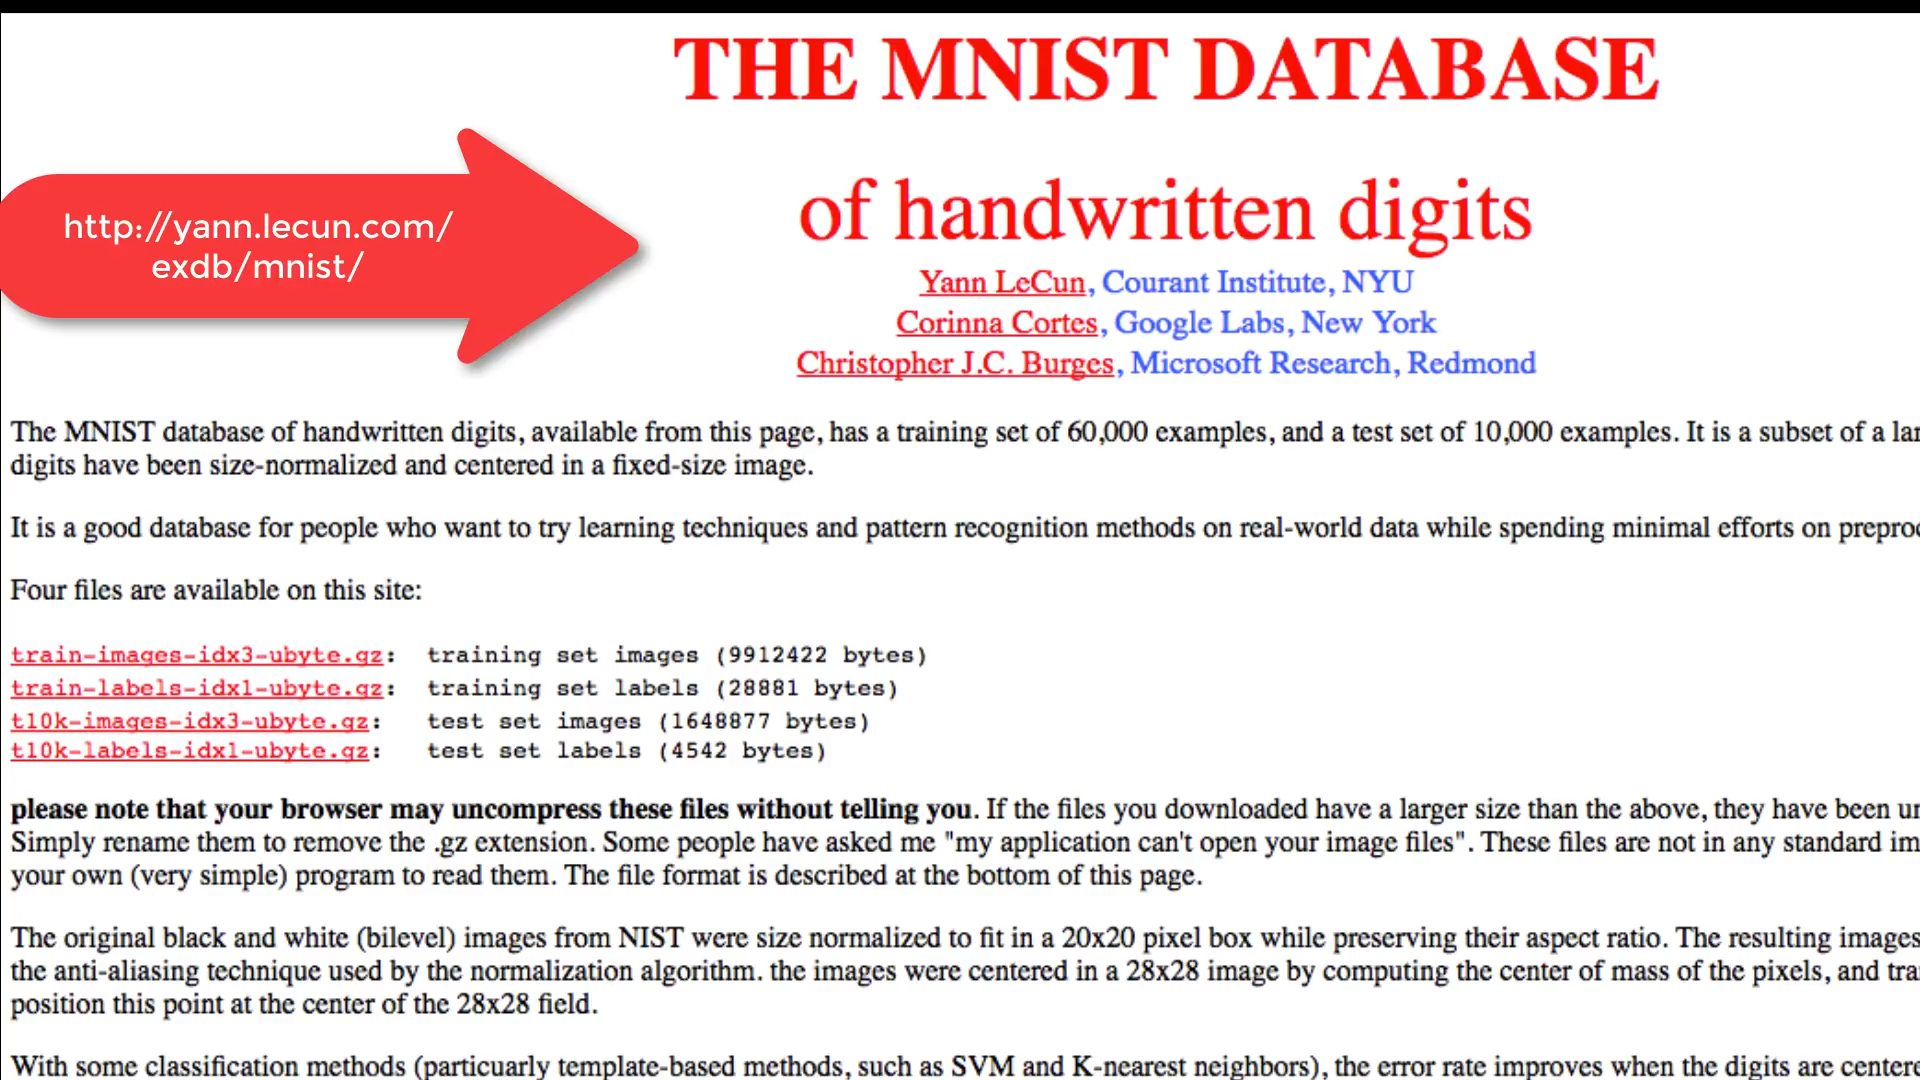 THE MNIST DATABASE
of handwritten digits
http://yann.lecun.com/
exdb/mnist/
Yann LeCun, Courant Institute, NYU
Corinna Cortes, Google Labs, New York
Christopher J.C. Burges, Microsoft Research, Redmond
The MNIST database of handwritten digits, available from this page, has a training set of 60,000 examples, and a test set of 10,000 examples. It is a subset of a
digits have been size-normalized and centered in a fixed-size image.
It is a good database for people who want to try learning techniques and pattern recognition methods on real-world data while spending minimal efforts on
Four files are available on this site:
train-images-idx3-ubyte.gz: training set images (9912422 bytes)
train-labels-idx1-ubyte.gz: training set labels (28881 bytes)
t10k-images-idx3-ubyte.gz: test set images (1648877 bytes)
t10k-labels-idx1-ubyte.gz: test set labels (4542 bytes)
please note that your browser may uncompress these files without telling you. If the files you downloaded have a larger size than the above, they have been
Simply rename them to remove the .gz extension. Some people have asked me "my application can't open your image files". These files are not in any standard
your own (very simple) program to read them. The file format is described at the bottom of this page.
The original black and white (bilevel) images from NIST were size normalized to fit in a 20x20 pixel box while preserving their aspect ratio. The resulting images
the anti-aliasing technique used by the normalization algorithm. the images were centered in a 28x28 image by computing the center of mass of the pixels, and
position this point at the center of the 28x28 field.
With some classification methods (particuarly template-based methods, such as SVM and K-nearest neighbors), the error rate improves when the digits are